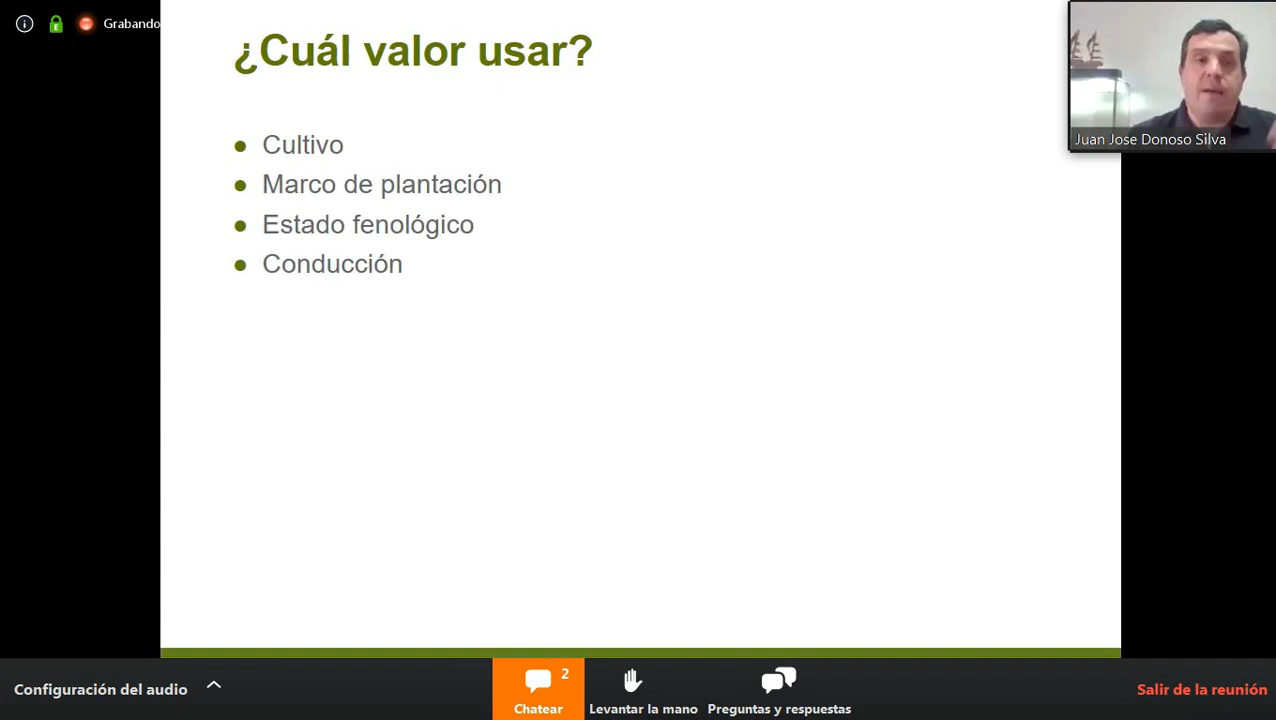 Grabando
¿Cuál valor usar?
Cultivo
Marco de plantación
Estado fenológico
Conducción
Juan Jose Donoso Silva
Configuración del audio
2
Chatear
Levantar la mano
Preguntas y respuestas
Salir de la reunión